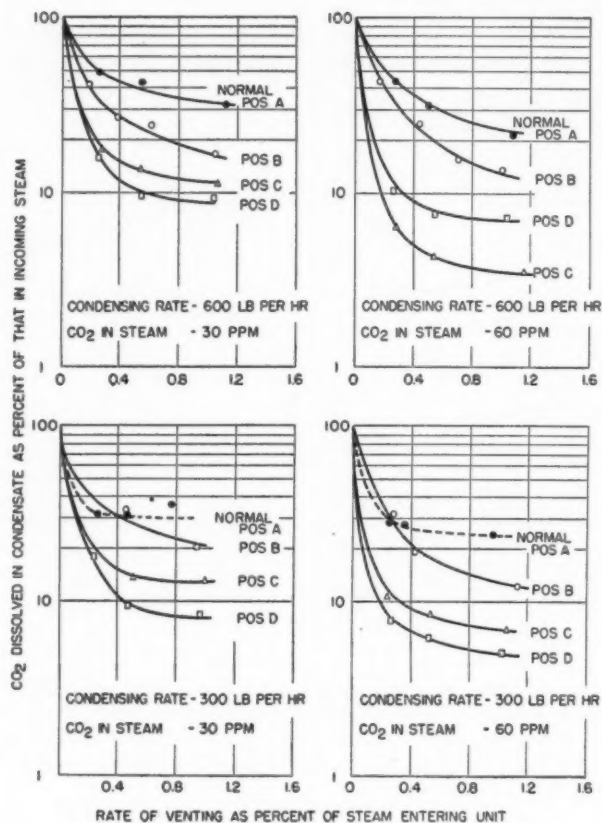 CO2 DISSOLVED IN CONDENSATE AS PERCENT OF THAT IN INCOMING STEAM
100
10
1
NORMAL
POS A
POS B
POS C
POS D
CONDENSING RATE - 600 LB PER HR
CO2 IN STEAM - 30 PPM
0 0.4 0.8 1.2 1.6
100
10
1
NORMAL
POS A
POS B
POS D
POS C
CONDENSING RATE - 600 LB PER HR
CO2 IN STEAM - 60 PPM
0 0.4 0.8 1.2 1.6
100
10
1
NORMAL
POS A
POS B
POS C
POS D
CONDENSING RATE - 300 LB PER HR
CO2 IN STEAM - 30 PPM
0 0.4 0.8 1.2 1.6
100
10
1
NORMAL
POS A
POS B
POS C
POS D
CONDENSING RATE - 300 LB PER HR
CO2 IN STEAM - 60 PPM
0 0.4 0.8 1.2 1.6
RATE OF VENTING AS PERCENT OF STEAM ENTERING UNIT